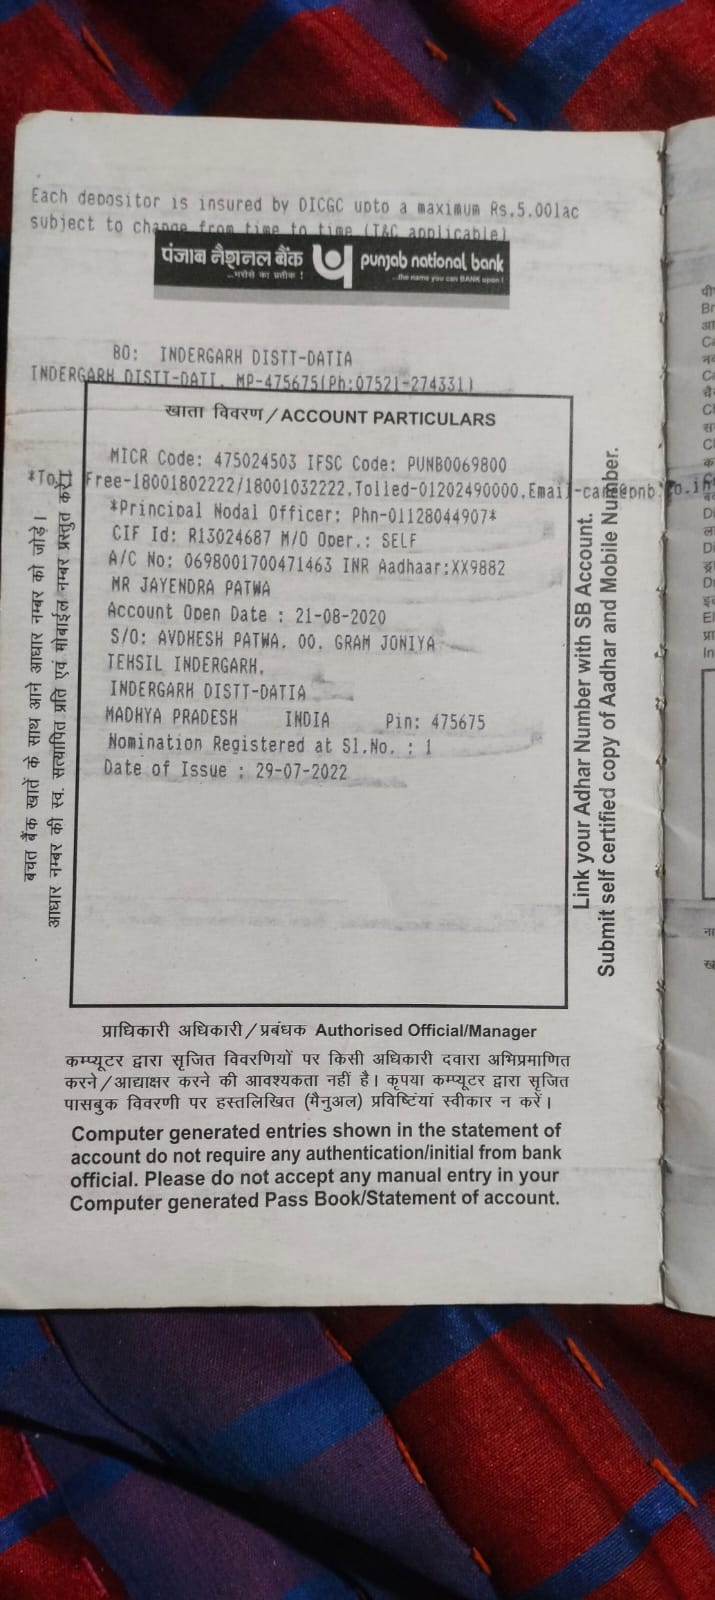 Each depositor is insured by DICGC upto a maximum Rs.5.00lac
subject to change from time to time (T&C applicable)
पंजाब नैशनल बैंक punjab national bank
...भरोसे का प्रतीक ! ...the name you can BANK upon !
BO: INDERGARH DISTT-DATIA
INDERGARH DISTT-DATI, MP-475675(Ph:07521-274331)
खाता विवरण/ACCOUNT PARTICULARS
MICR Code: 475024503 IFSC Code: PUNB0069800
Free-18001802222/18001032222,Tolled-01202490000,Email-care@pnb.co.in
*Principal Nodal Officer: Phn-01128044907*
CIF Id: R13024687 M/O Oper.: SELF
A/C No: 0698001700471463 INR Aadhaar:XX9882
MR JAYENDRA PATWA
Account Open Date : 21-08-2020
S/O: AVDHESH PATWA, 00, GRAM JONIYA
TEHSIL INDERGARH,
INDERGARH DISTT-DATIA
MADHYA PRADESH INDIA Pin: 475675
Nomination Registered at Sl.No. : 1
Date of Issue : 29-07-2022
बचत बैंक खातें के साथ आने आधार नम्बर को जोड़े।
आधार नम्बर की स्व. सत्यापित प्रति एवं मोबाईल नम्बर प्रस्तुत करें।
Link your Adhar Number with SB Account.
Submit self certified copy of Aadhar and Mobile Number.
प्राधिकारी अधिकारी/प्रबंधक Authorised Official/Manager
कम्प्यूटर द्वारा सृजित विवरणियों पर किसी अधिकारी दवारा अभिप्रमाणित
करने/आद्याक्षर करने की आवश्यकता नहीं है। कृपया कम्प्यूटर द्वारा सृजित
पासबुक विवरणी पर हस्तलिखित (मैनुअल) प्रविष्टिंयां स्वीकार न करें।
Computer generated entries shown in the statement of
account do not require any authentication/initial from bank
official. Please do not accept any manual entry in your
Computer generated Pass Book/Statement of account.